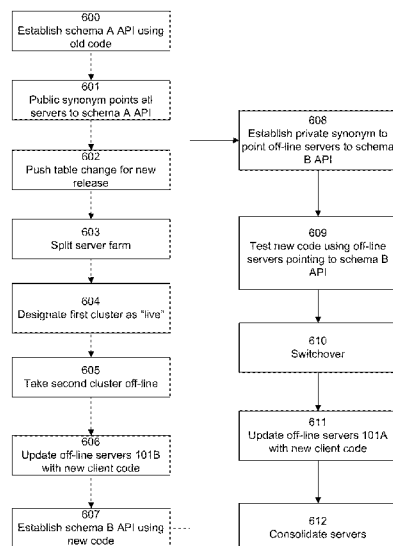 600
Establish schema A API using
old code
601
Public synonym points all
servers to schema A API
602
Push table change for new
release
603
Split server farm
604
Designate first cluster as "live"
605
Take second cluster off-line
606
Update off-line servers 101B
with new client code
607
Establish schema B API using
new code
608
Establish private synonym to
point off-line servers to schema
B API
609
Test new code using off-line
servers pointing to schema B
API
610
Switchover
611
Update off-line servers 101A
with new client code
612
Consolidate servers